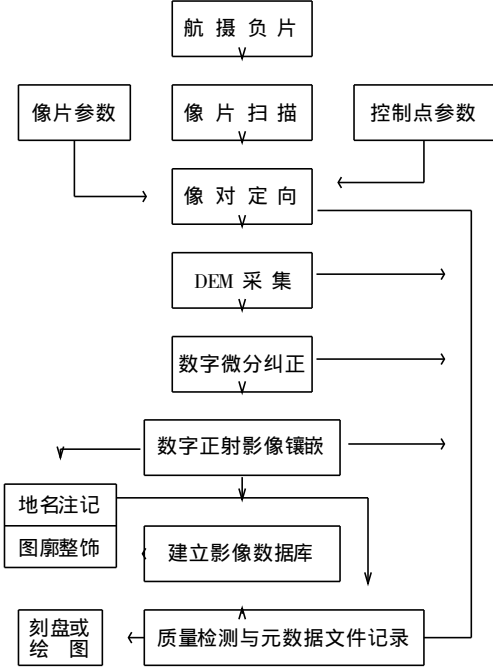 航摄负片
像片参数
像片扫描
控制点参数
像对定向
DEM 采集
数字微分纠正
数字正射影像镶嵌
地名注记
图廓整饰
建立影像数据库
刻盘或
绘 图
质量检测与元数据文件记录